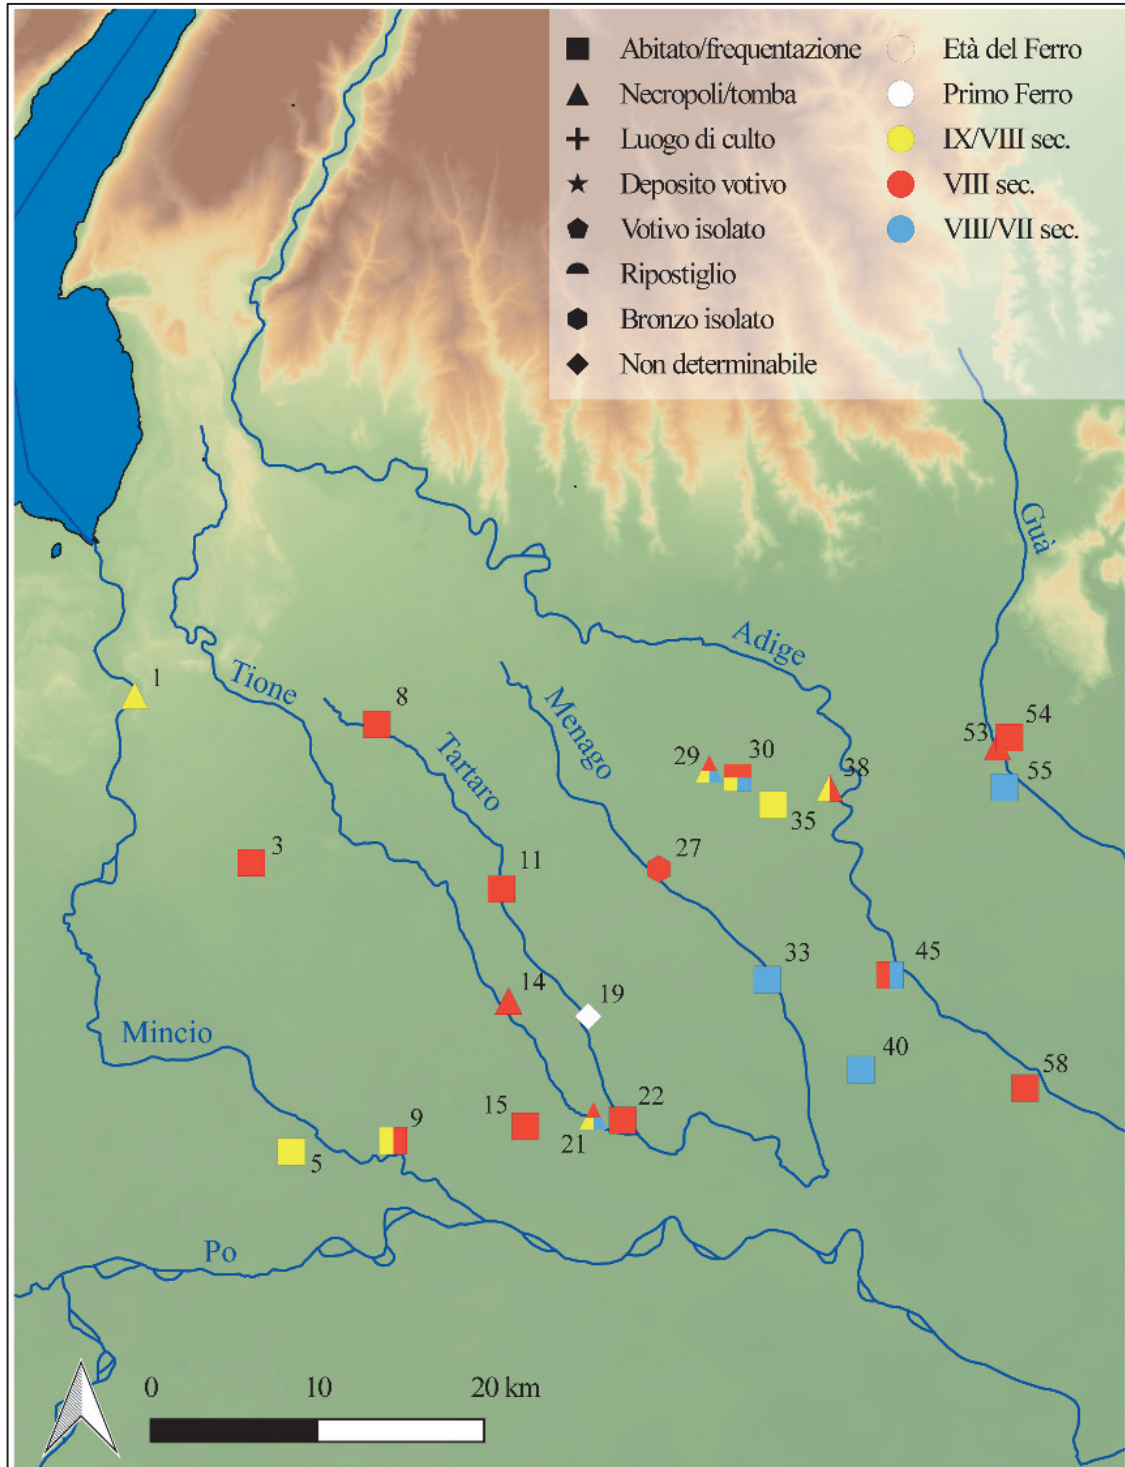 Abitato/frequentazione
Necropoli/tomba
Luogo di culto
Deposito votivo
Votivo isolato
Ripostiglio
Bronzo isolato
Non determinabile
Età del Ferro
Primo Ferro
IX/VIII sec.
VIII sec.
VIII/VII sec.
Guà
Adige
Tione
1
8
Tartaro
Menago
29
30
38
53
54
55
35
3
11
27
14
19
33
45
Mincio
40
58
9
15
22
5
21
Po
0
10
20 km